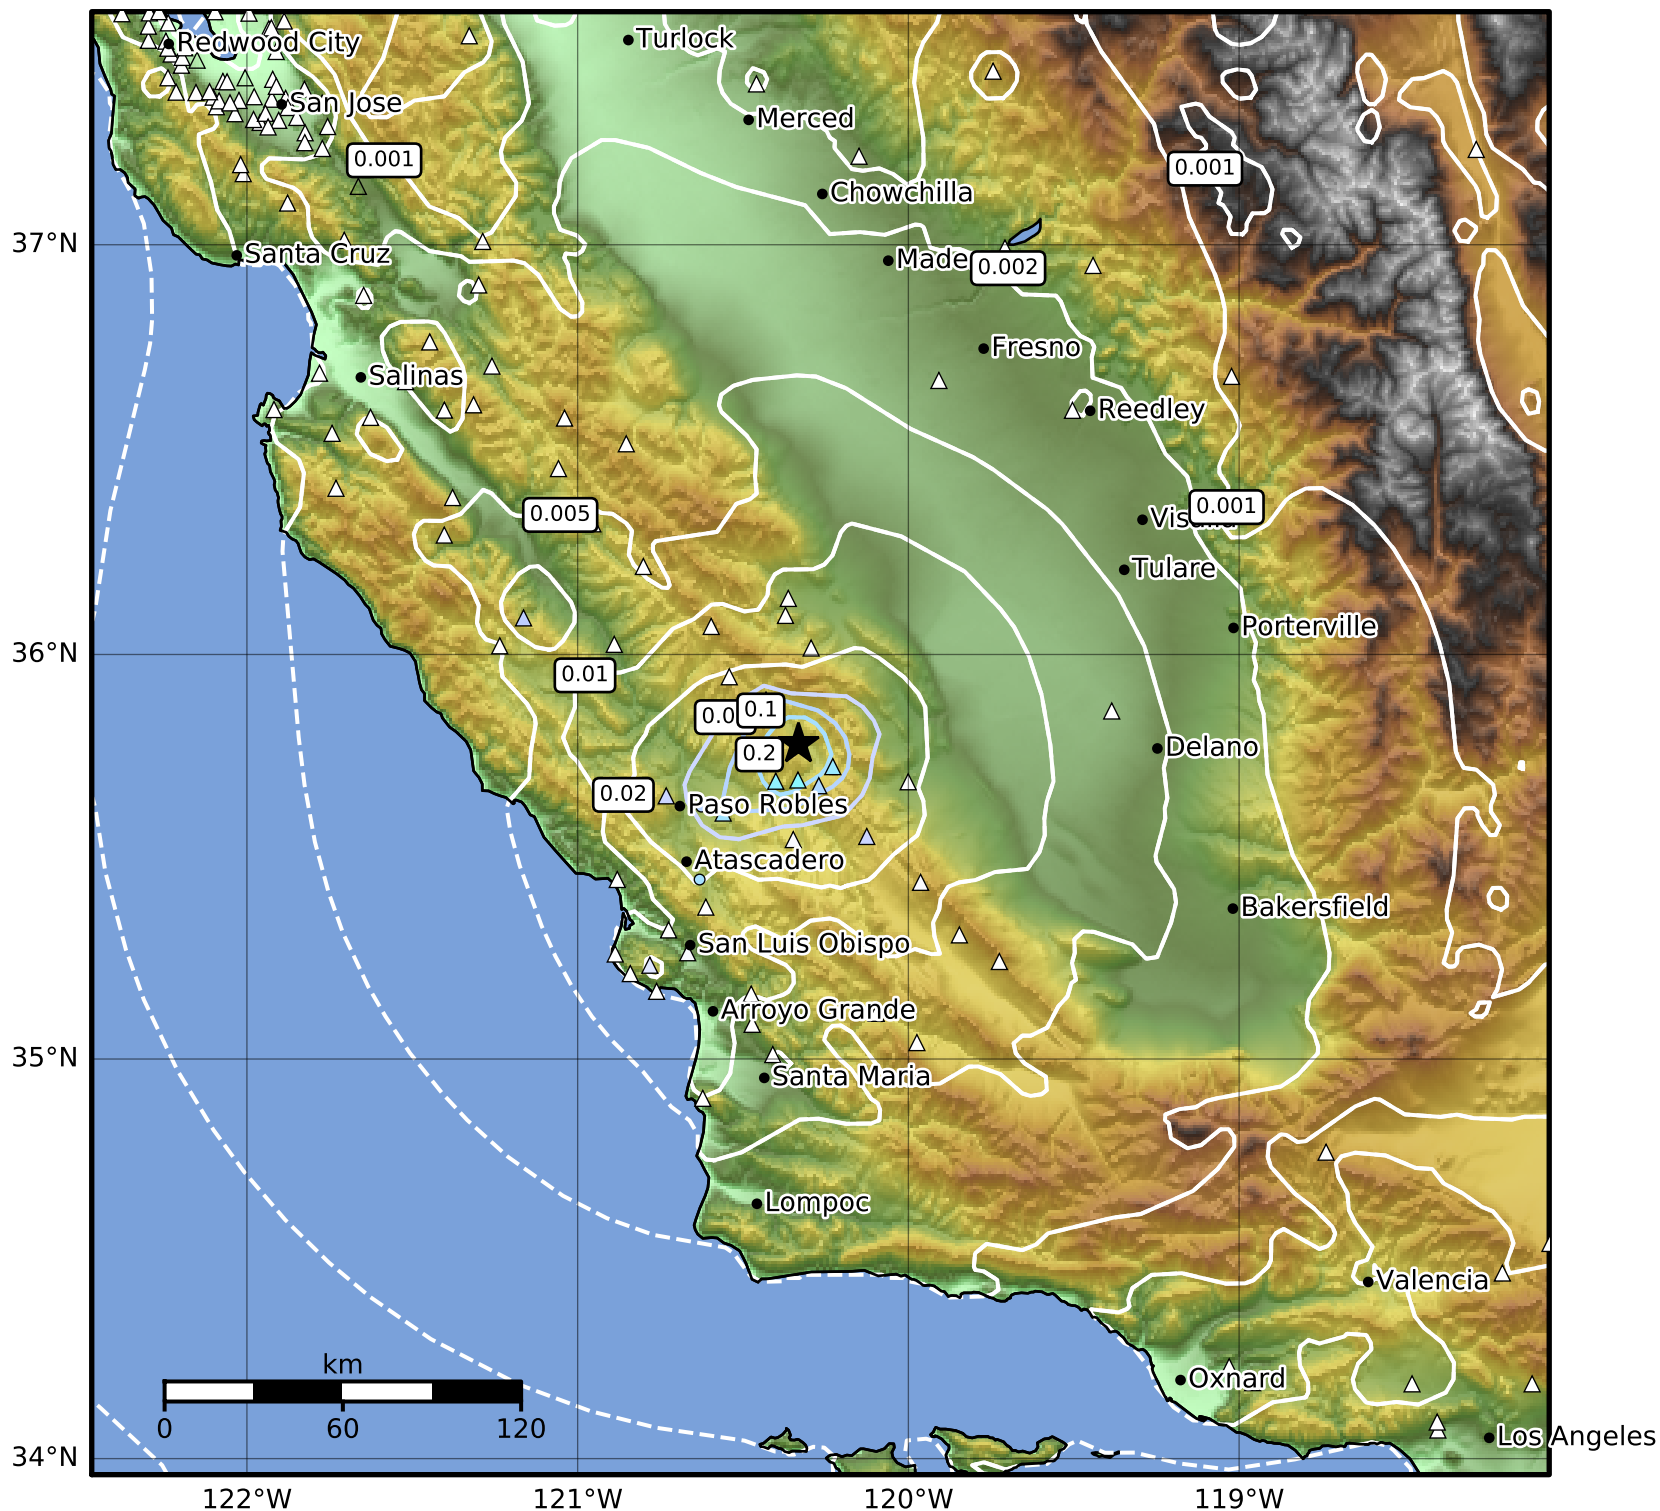 Redwood City
Turlock
San Jose
Merced
0.001
0.001
Chowchilla
37°N
Santa Cruz
Made
0.002
Fresno
Salinas
Reedley
0.005
0.001
Tulare
36°N
Porterville
0.01
0.1
0.2
Delano
0.02
Paso Robles
Atascadero
Bakersfield
San Luis Obispo
Arroyo Grande
35°N
Santa Maria
Lompoc
Valencia
km
0
60
120
Oxnard
Los Angeles
34°N
122°W
121°W
120°W
119°W